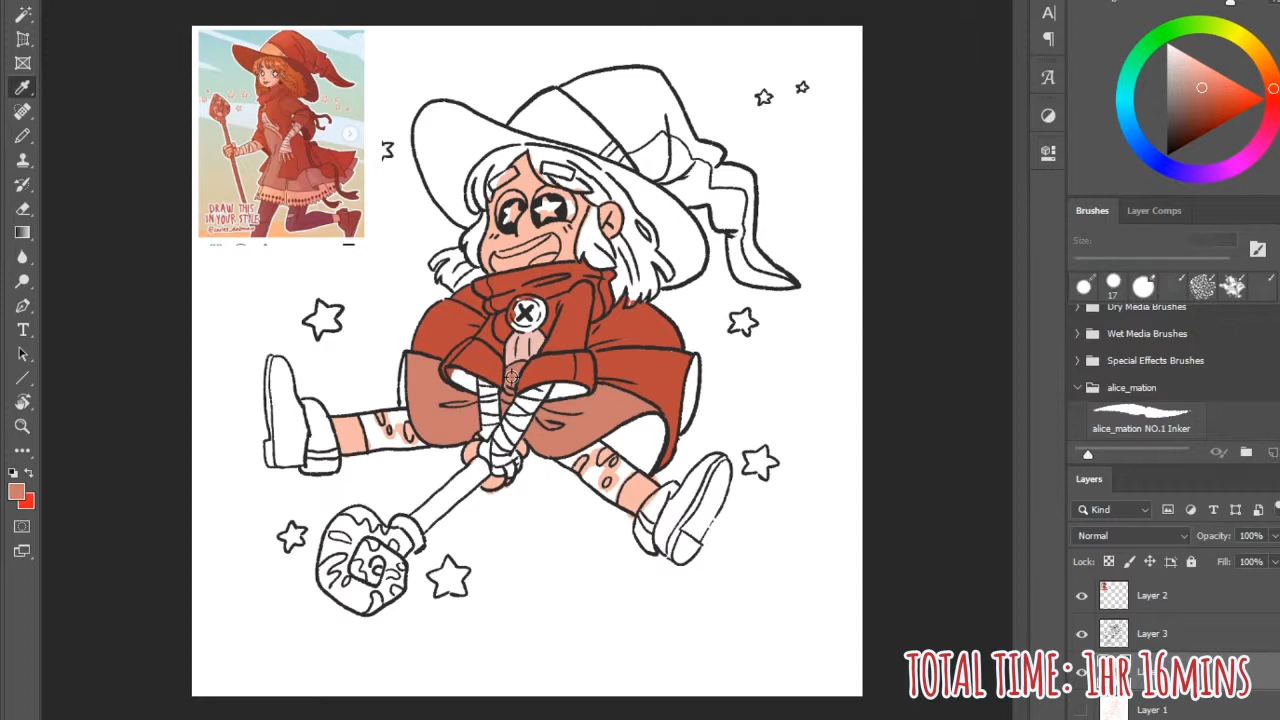 DRAW THIS
IN YOUR STYLE
Brushes
Layer Comps
Size:
17
Dry Media Brushes
Wet Media Brushes
Special Effects Brushes
alice_mation
alice_mation NO.1 Inker
Layers
Kind
Normal
Opacity: 100%
Lock:
Fill: 100%
Layer 2
Layer 3
Layer 1
TOTAL TIME: 1hr 16mins